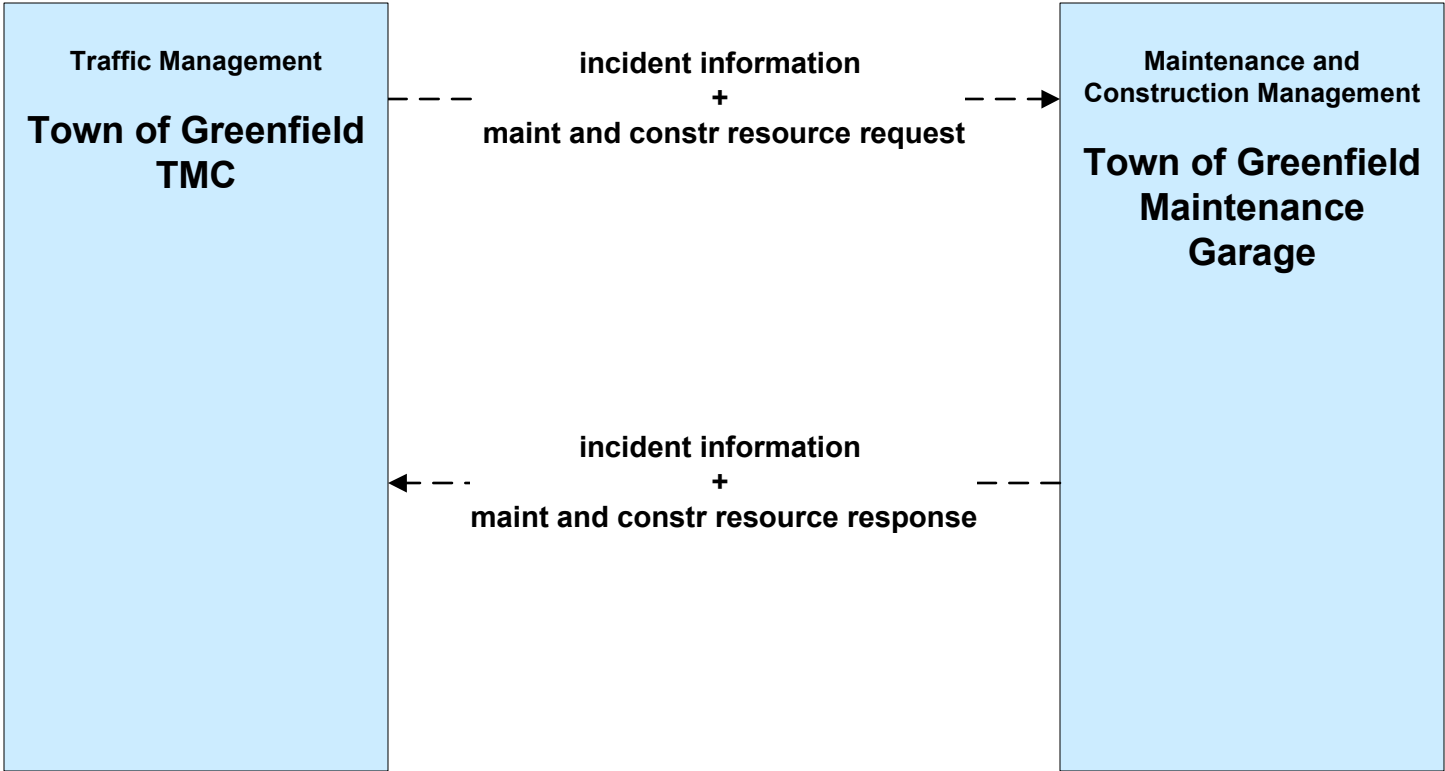 Traffic Management
Town of Greenfield
TMC
incident information
+
maint and constr resource request
Maintenance and
Construction Management
Town of Greenfield
Maintenance
Garage
incident information
+
maint and constr resource response